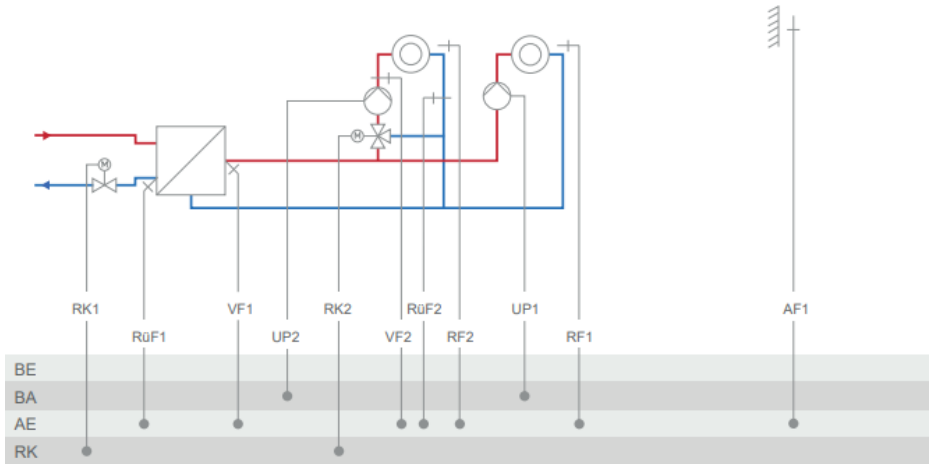 M
M
RK1 VF1 RK2 RüF2 UP1 AF1
RüF1 UP2 VF2 RF2 RF1
BE
BA
AE
RK